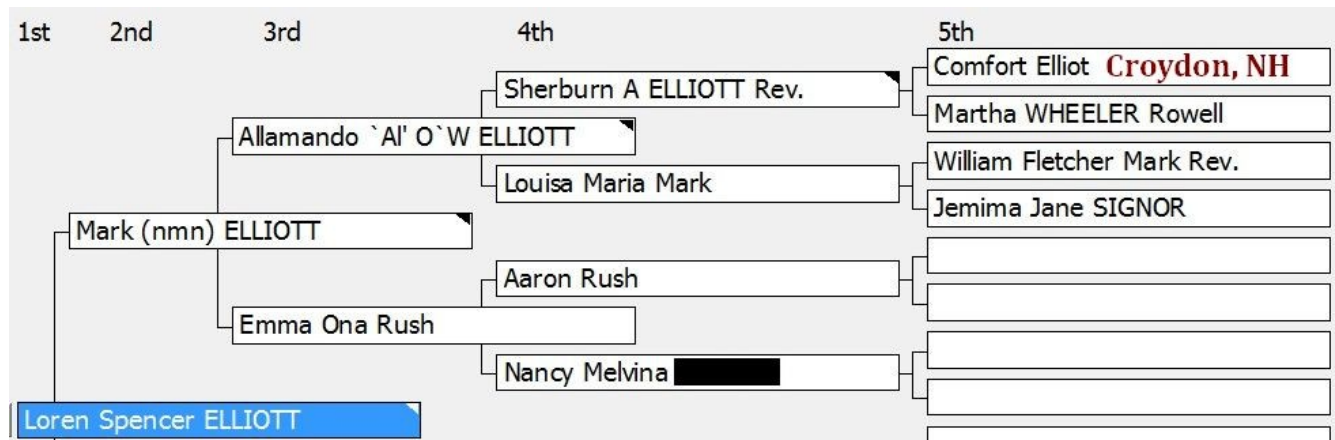 1st 2nd 3rd 4th 5th
Comfort Elliot Croydon, NH
Sherburn A ELLIOTT Rev.
Martha WHEELER Rowell
Allamando `Al' O`W ELLIOTT
William Fletcher Mark Rev.
Louisa Maria Mark
Jemima Jane SIGNOR
Mark (nmn) ELLIOTT
Aaron Rush
Emma Ona Rush
Nancy Melvina
Loren Spencer ELLIOTT